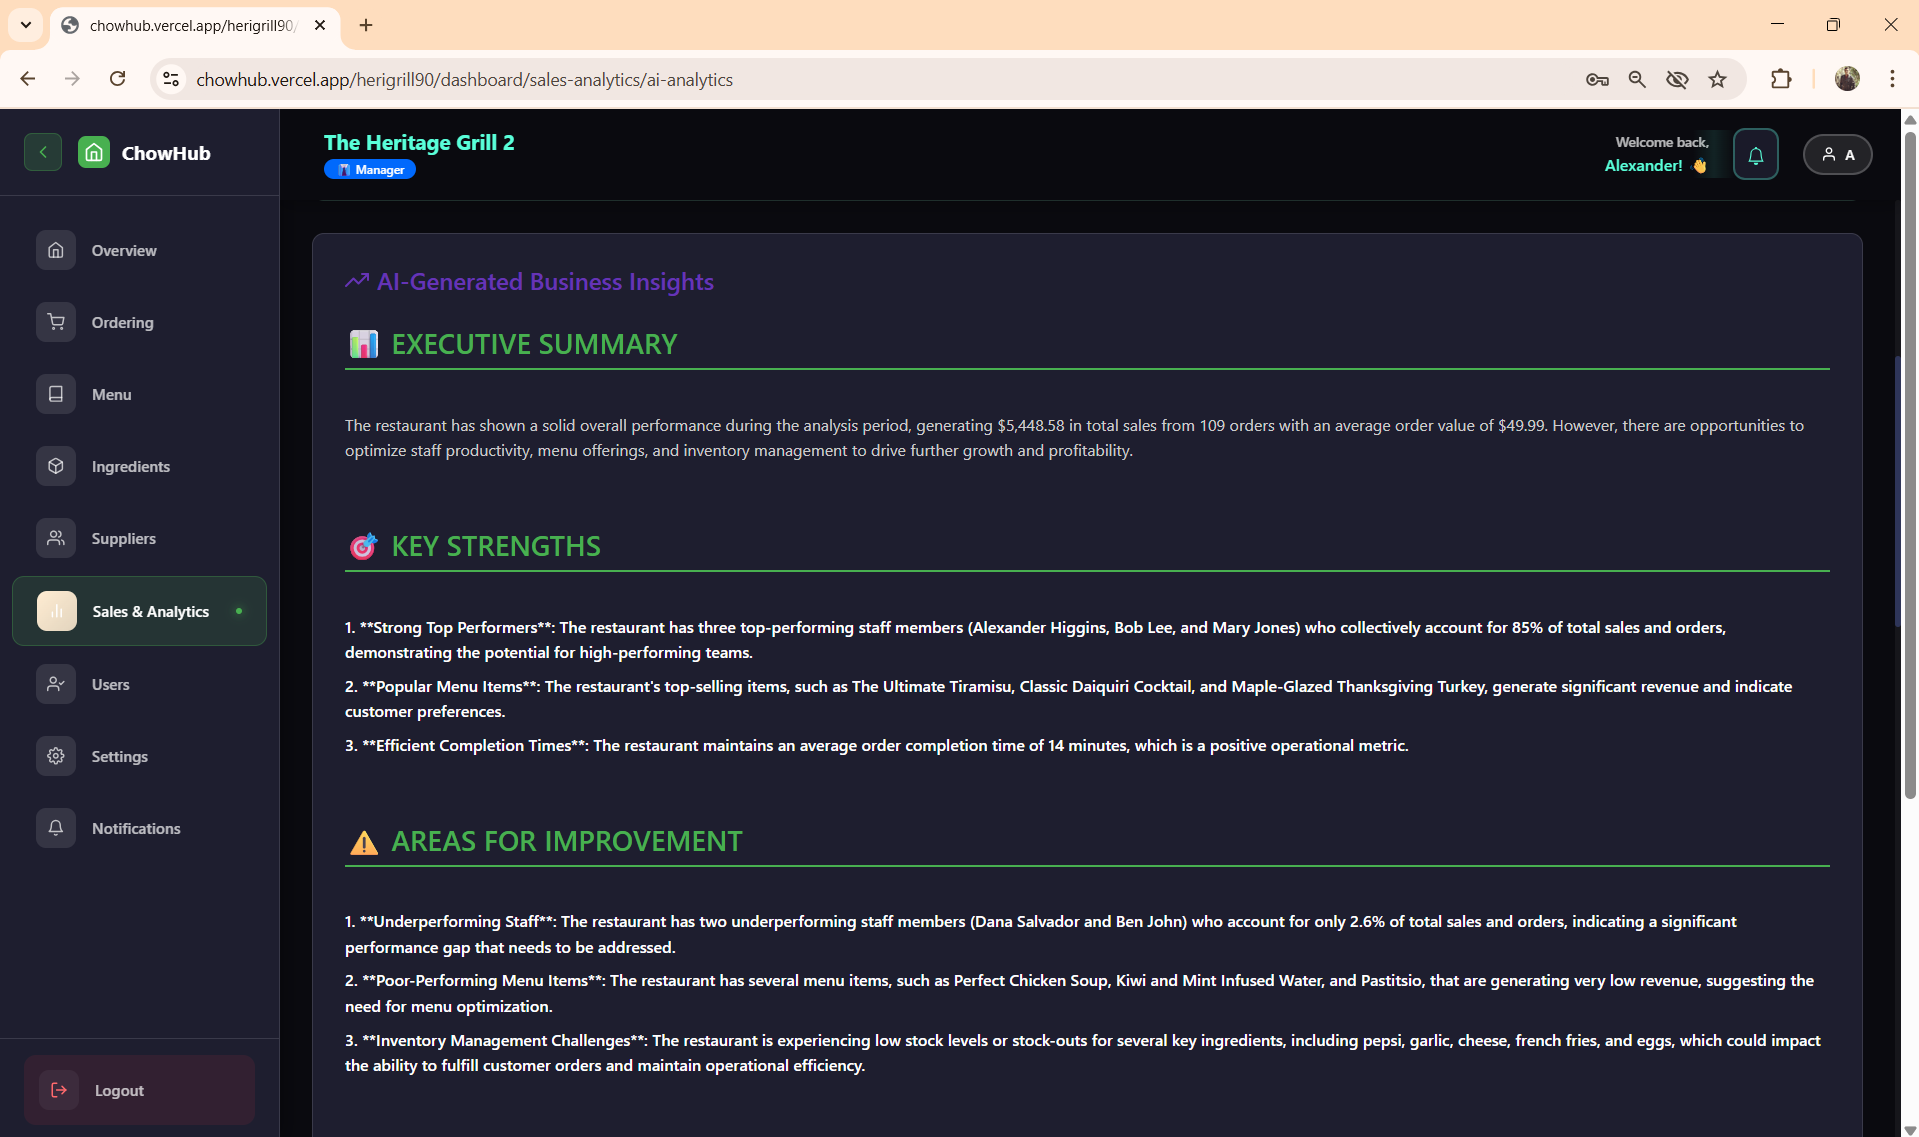 chowhub.vercel.app/herigrill90/
chowhub.vercel.app/herigrill90/dashboard/sales-analytics/ai-analytics
ChowHub
The Heritage Grill 2
Manager
Welcome back,
Alexander! 👋
A
Overview
Ordering
Menu
Ingredients
Suppliers
Sales & Analytics
Users
Settings
Notifications
Logout
AI-Generated Business Insights
📊 EXECUTIVE SUMMARY
The restaurant has shown a solid overall performance during the analysis period, generating $5,448.58 in total sales from 109 orders with an average order value of $49.99. However, there are opportunities to
optimize staff productivity, menu offerings, and inventory management to drive further growth and profitability.
🎯 KEY STRENGTHS
1. **Strong Top Performers**: The restaurant has three top-performing staff members (Alexander Higgins, Bob Lee, and Mary Jones) who collectively account for 85% of total sales and orders,
demonstrating the potential for high-performing teams.
2. **Popular Menu Items**: The restaurant's top-selling items, such as The Ultimate Tiramisu, Classic Daiquiri Cocktail, and Maple-Glazed Thanksgiving Turkey, generate significant revenue and indicate
customer preferences.
3. **Efficient Completion Times**: The restaurant maintains an average order completion time of 14 minutes, which is a positive operational metric.
⚠️ AREAS FOR IMPROVEMENT
1. **Underperforming Staff**: The restaurant has two underperforming staff members (Dana Salvador and Ben John) who account for only 2.6% of total sales and orders, indicating a significant
performance gap that needs to be addressed.
2. **Poor-Performing Menu Items**: The restaurant has several menu items, such as Perfect Chicken Soup, Kiwi and Mint Infused Water, and Pastitsio, that are generating very low revenue, suggesting the
need for menu optimization.
3. **Inventory Management Challenges**: The restaurant is experiencing low stock levels or stock-outs for several key ingredients, including pepsi, garlic, cheese, french fries, and eggs, which could impact
the ability to fulfill customer orders and maintain operational efficiency.